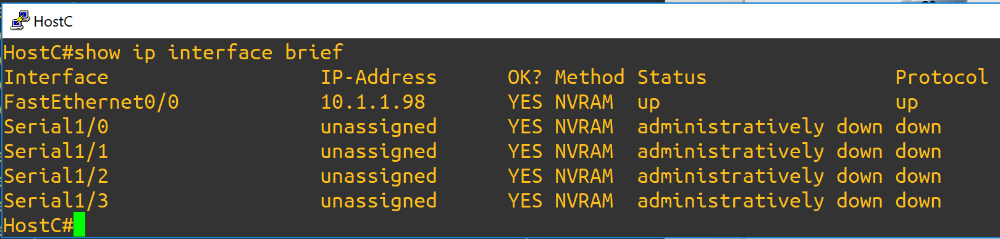 HostC
HostC#show ip interface brief
Interface                  IP-Address      OK? Method Status                Protocol
FastEthernet0/0            10.1.1.98       YES NVRAM  up                    up
Serial1/0                  unassigned      YES NVRAM  administratively down down
Serial1/1                  unassigned      YES NVRAM  administratively down down
Serial1/2                  unassigned      YES NVRAM  administratively down down
Serial1/3                  unassigned      YES NVRAM  administratively down down
HostC#